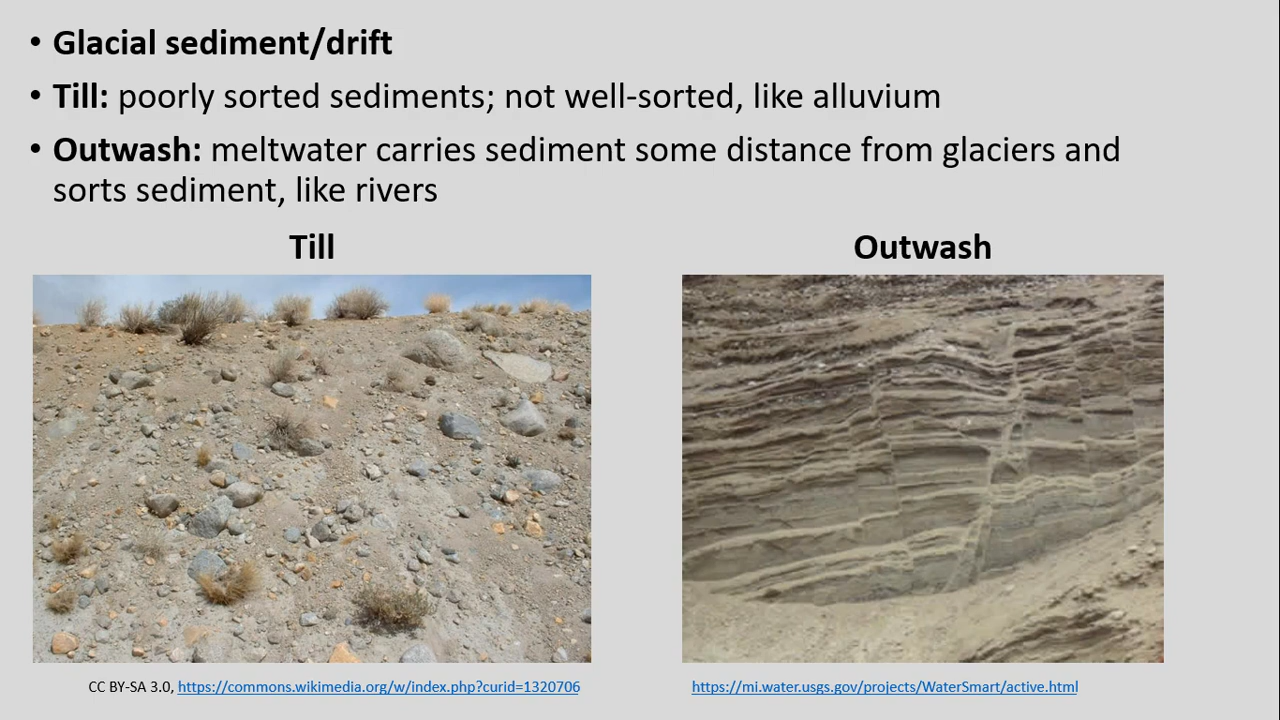 • Glacial sediment/drift
• Till: poorly sorted sediments; not well-sorted, like alluvium
• Outwash: meltwater carries sediment some distance from glaciers and
sorts sediment, like rivers
Till
Outwash
CC BY-SA 3.0, https://commons.wikimedia.org/w/index.php?curid=1320706
https://mi.water.usgs.gov/projects/WaterSmart/active.html